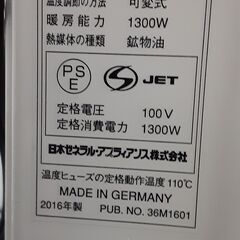 温度調節の方法 可変式
暖房能力 1300W
熱媒体の種類 鉱物油
PS
E
JET
定格電圧 100V
定格消費電力 1300W
日本ゼネラル・アプライアンス株式会社
温度ヒューズの定格動作温度110℃
MADE IN GERMANY
2016年製 PUB. NO. 36M1601